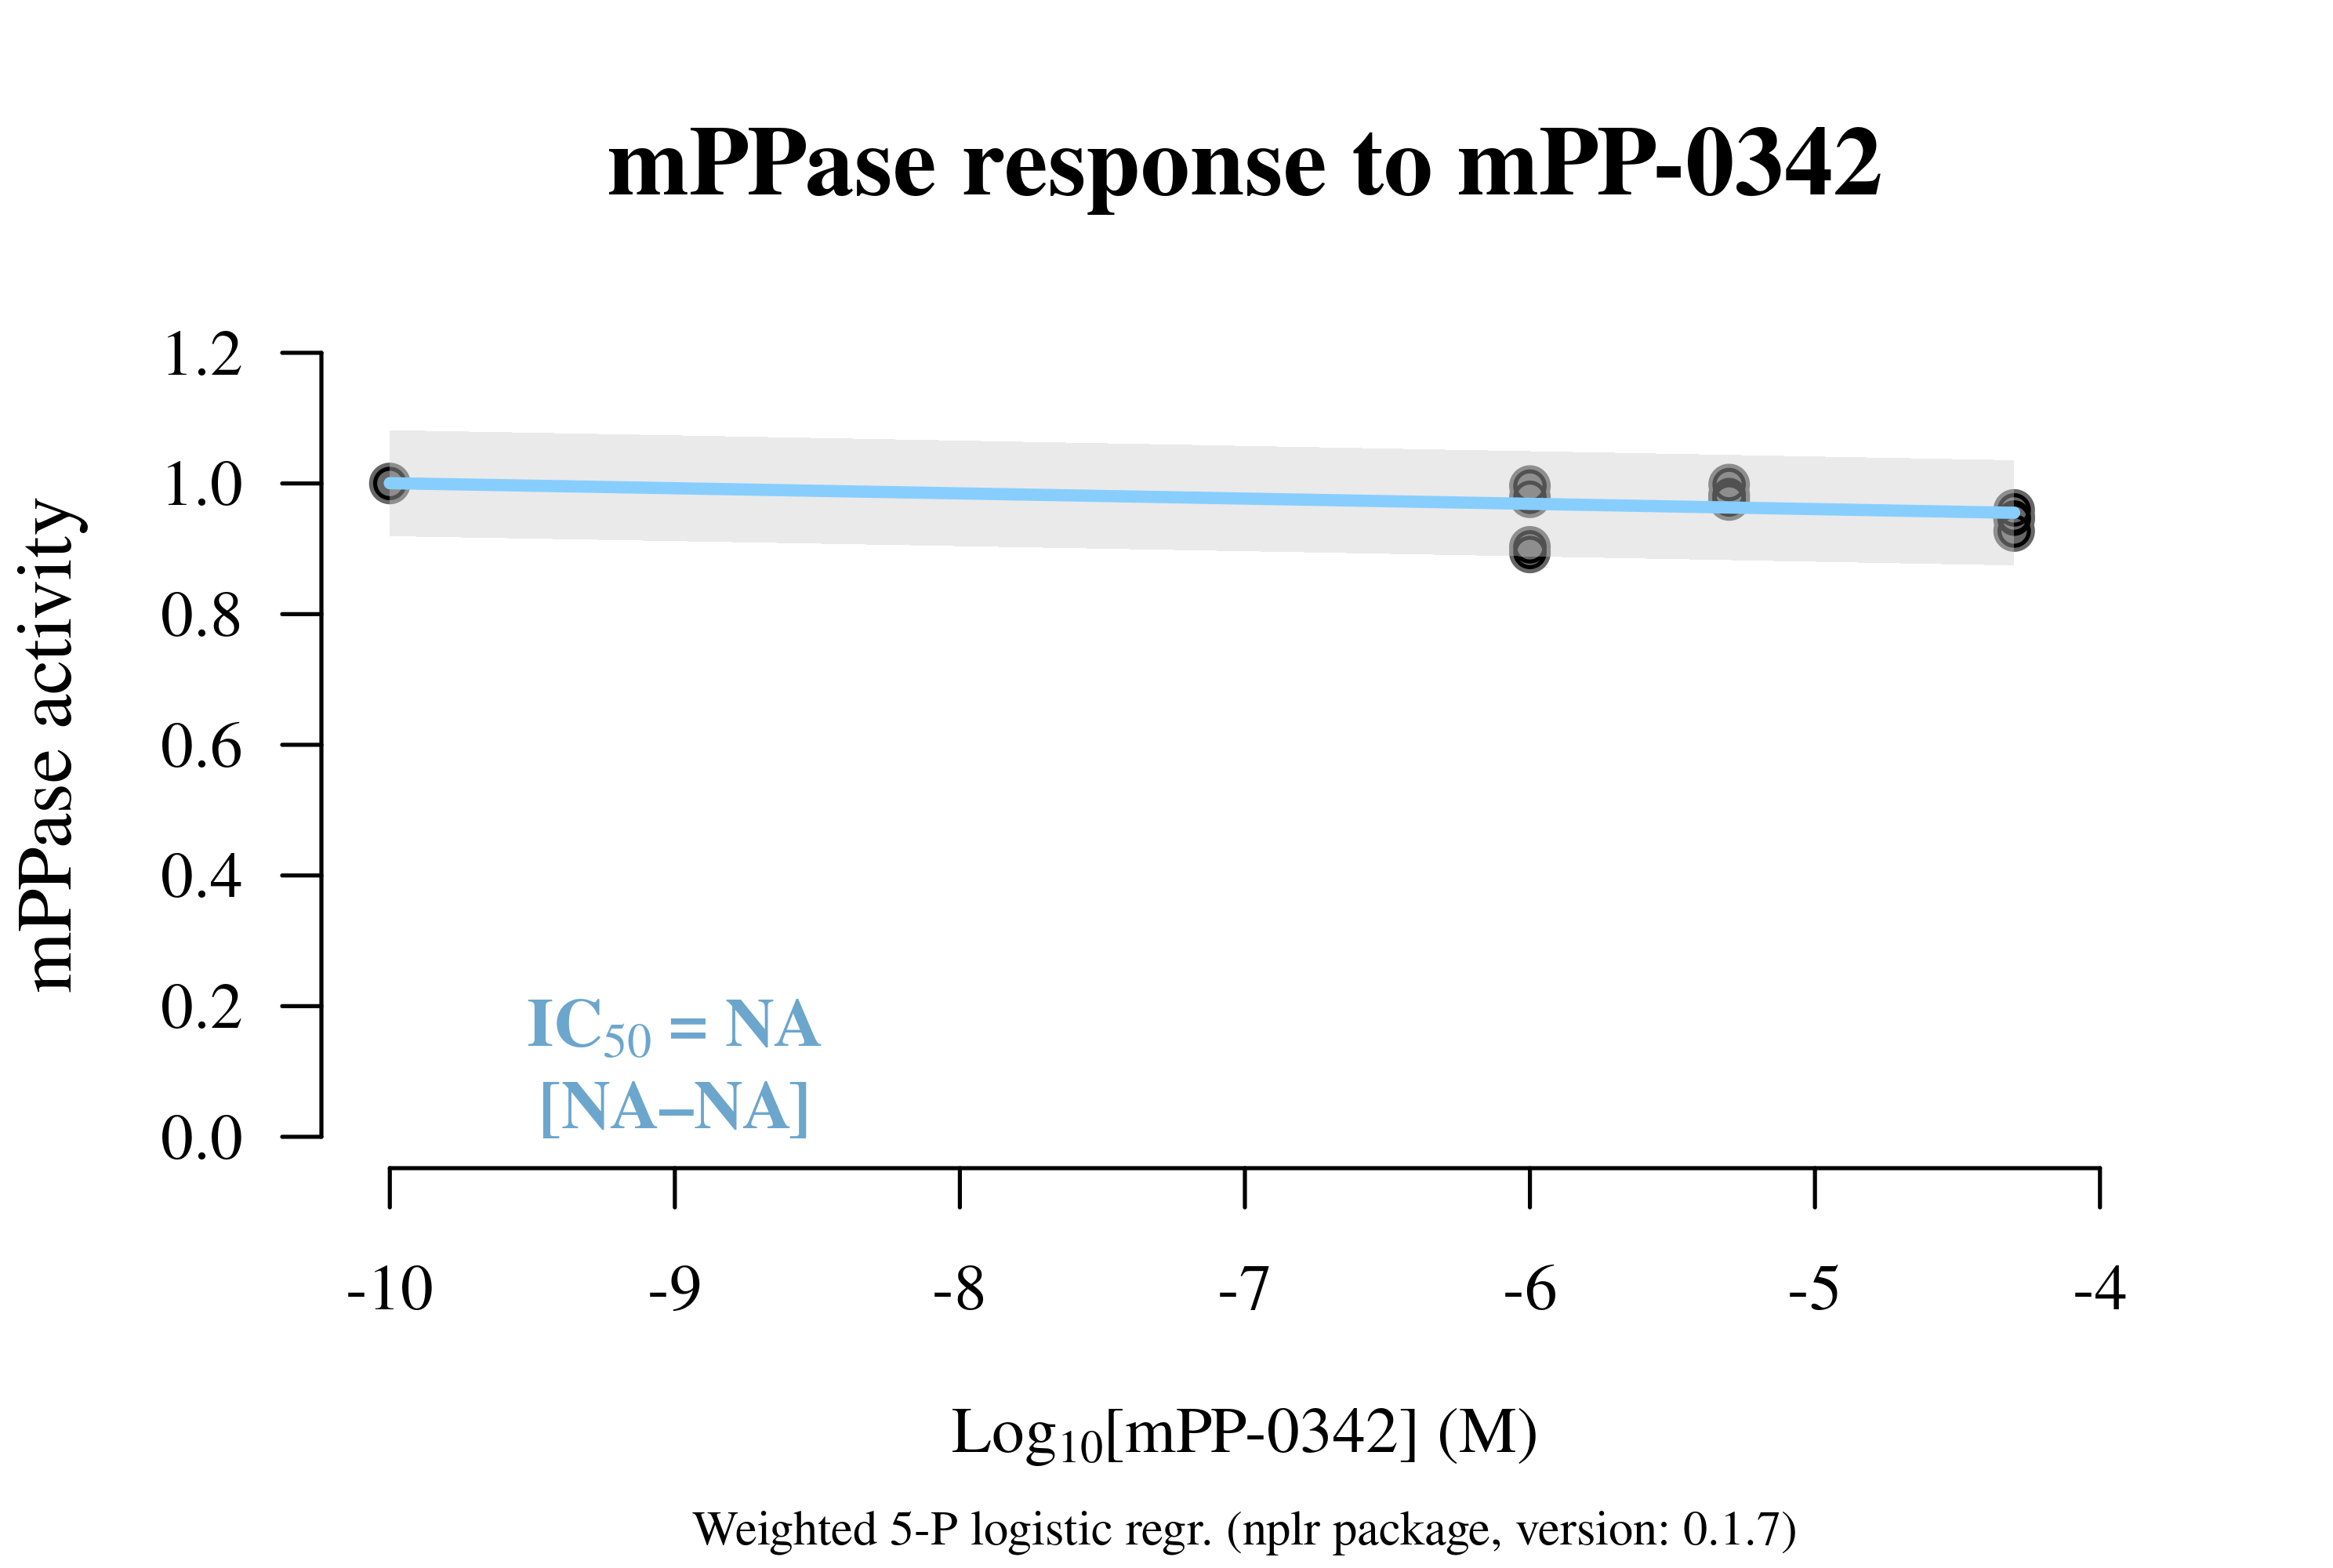 mPPase response to mPP-0342
mPPase activity
1.2
1.0
0.8
0.6
0.4
0.2
0.0
IC50 = NA
[NA–NA]
-10 -9 -8 -7 -6 -5 -4
Log10[mPP-0342] (M)
Weighted 5-P logistic regr. (nplr package, version: 0.1.7)